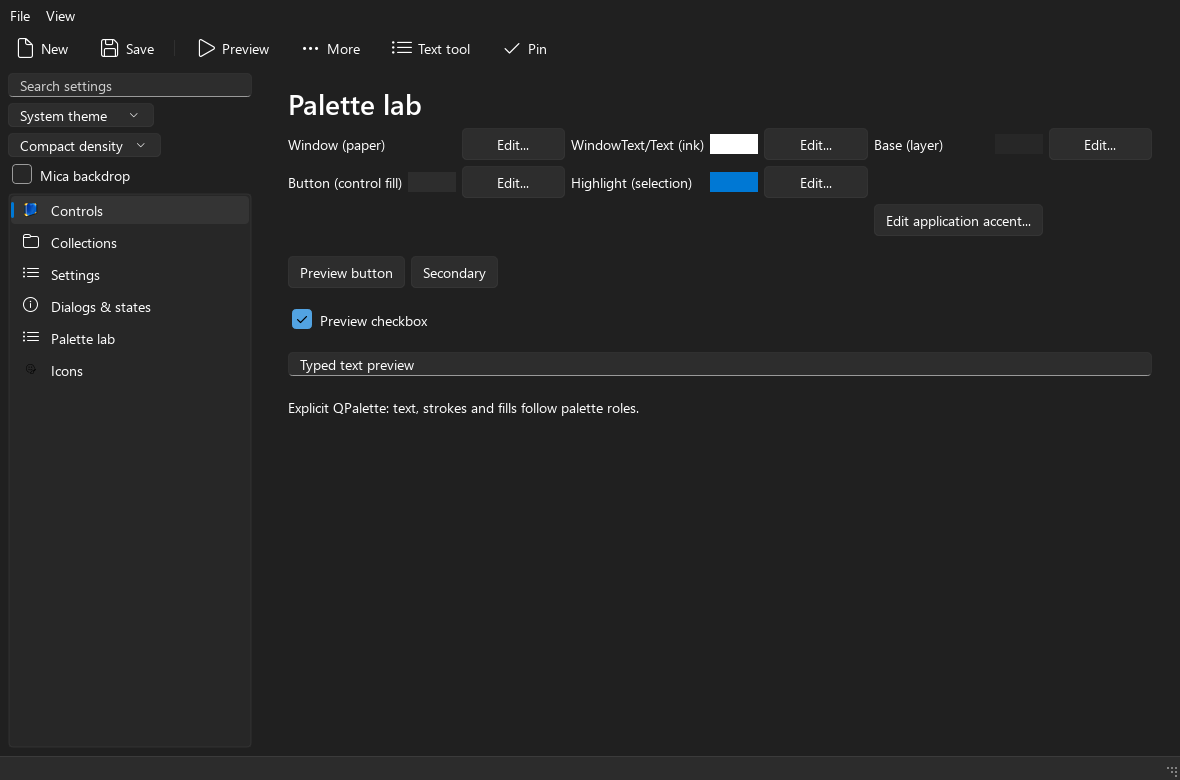 File View
New Save Preview More Text tool Pin
Search settings
System theme
Compact density
Mica backdrop
Controls
Collections
Settings
Dialogs & states
Palette lab
Icons
Palette lab
Window (paper) Edit... WindowText/Text (ink) Edit... Base (layer) Edit...
Button (control fill) Edit... Highlight (selection) Edit...
Edit application accent...
Preview button Secondary
Preview checkbox
Typed text preview
Explicit QPalette: text, strokes and fills follow palette roles.